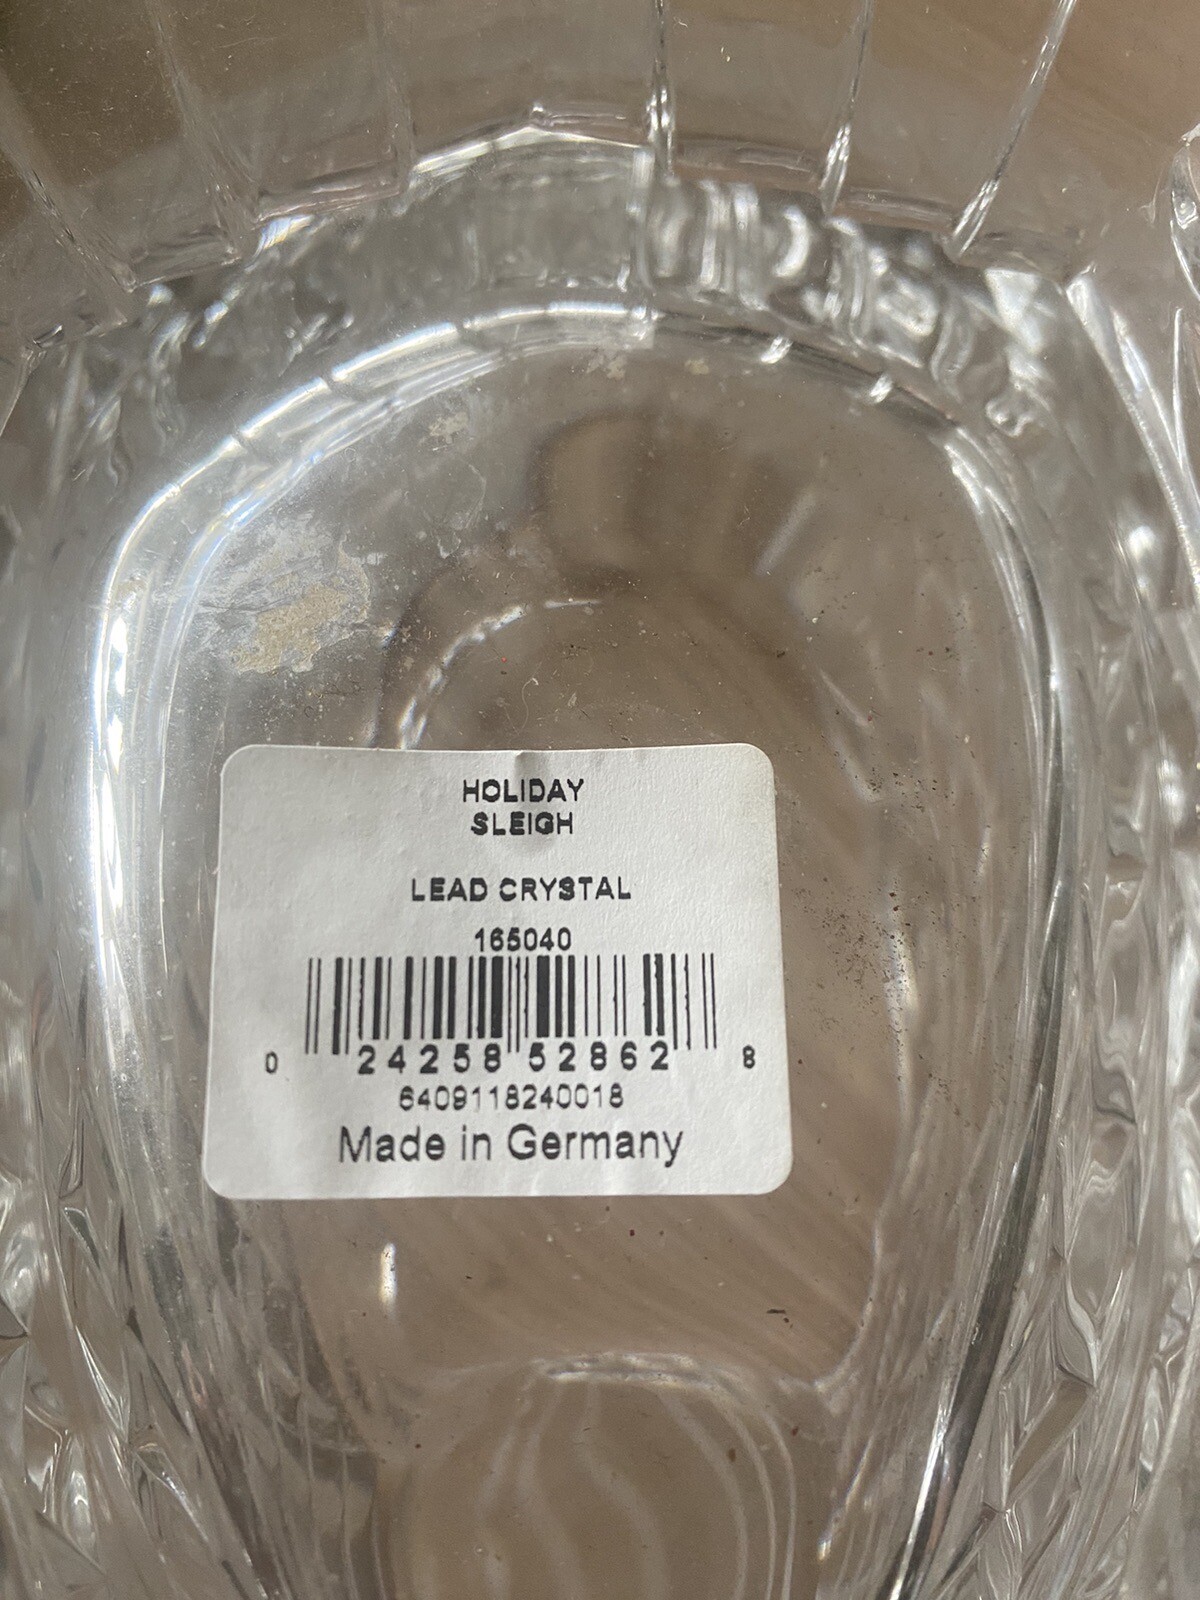 HOLIDAY
SLEIGH
LEAD CRYSTAL
165040
0 24258 52862 8
6409118240018
Made in Germany